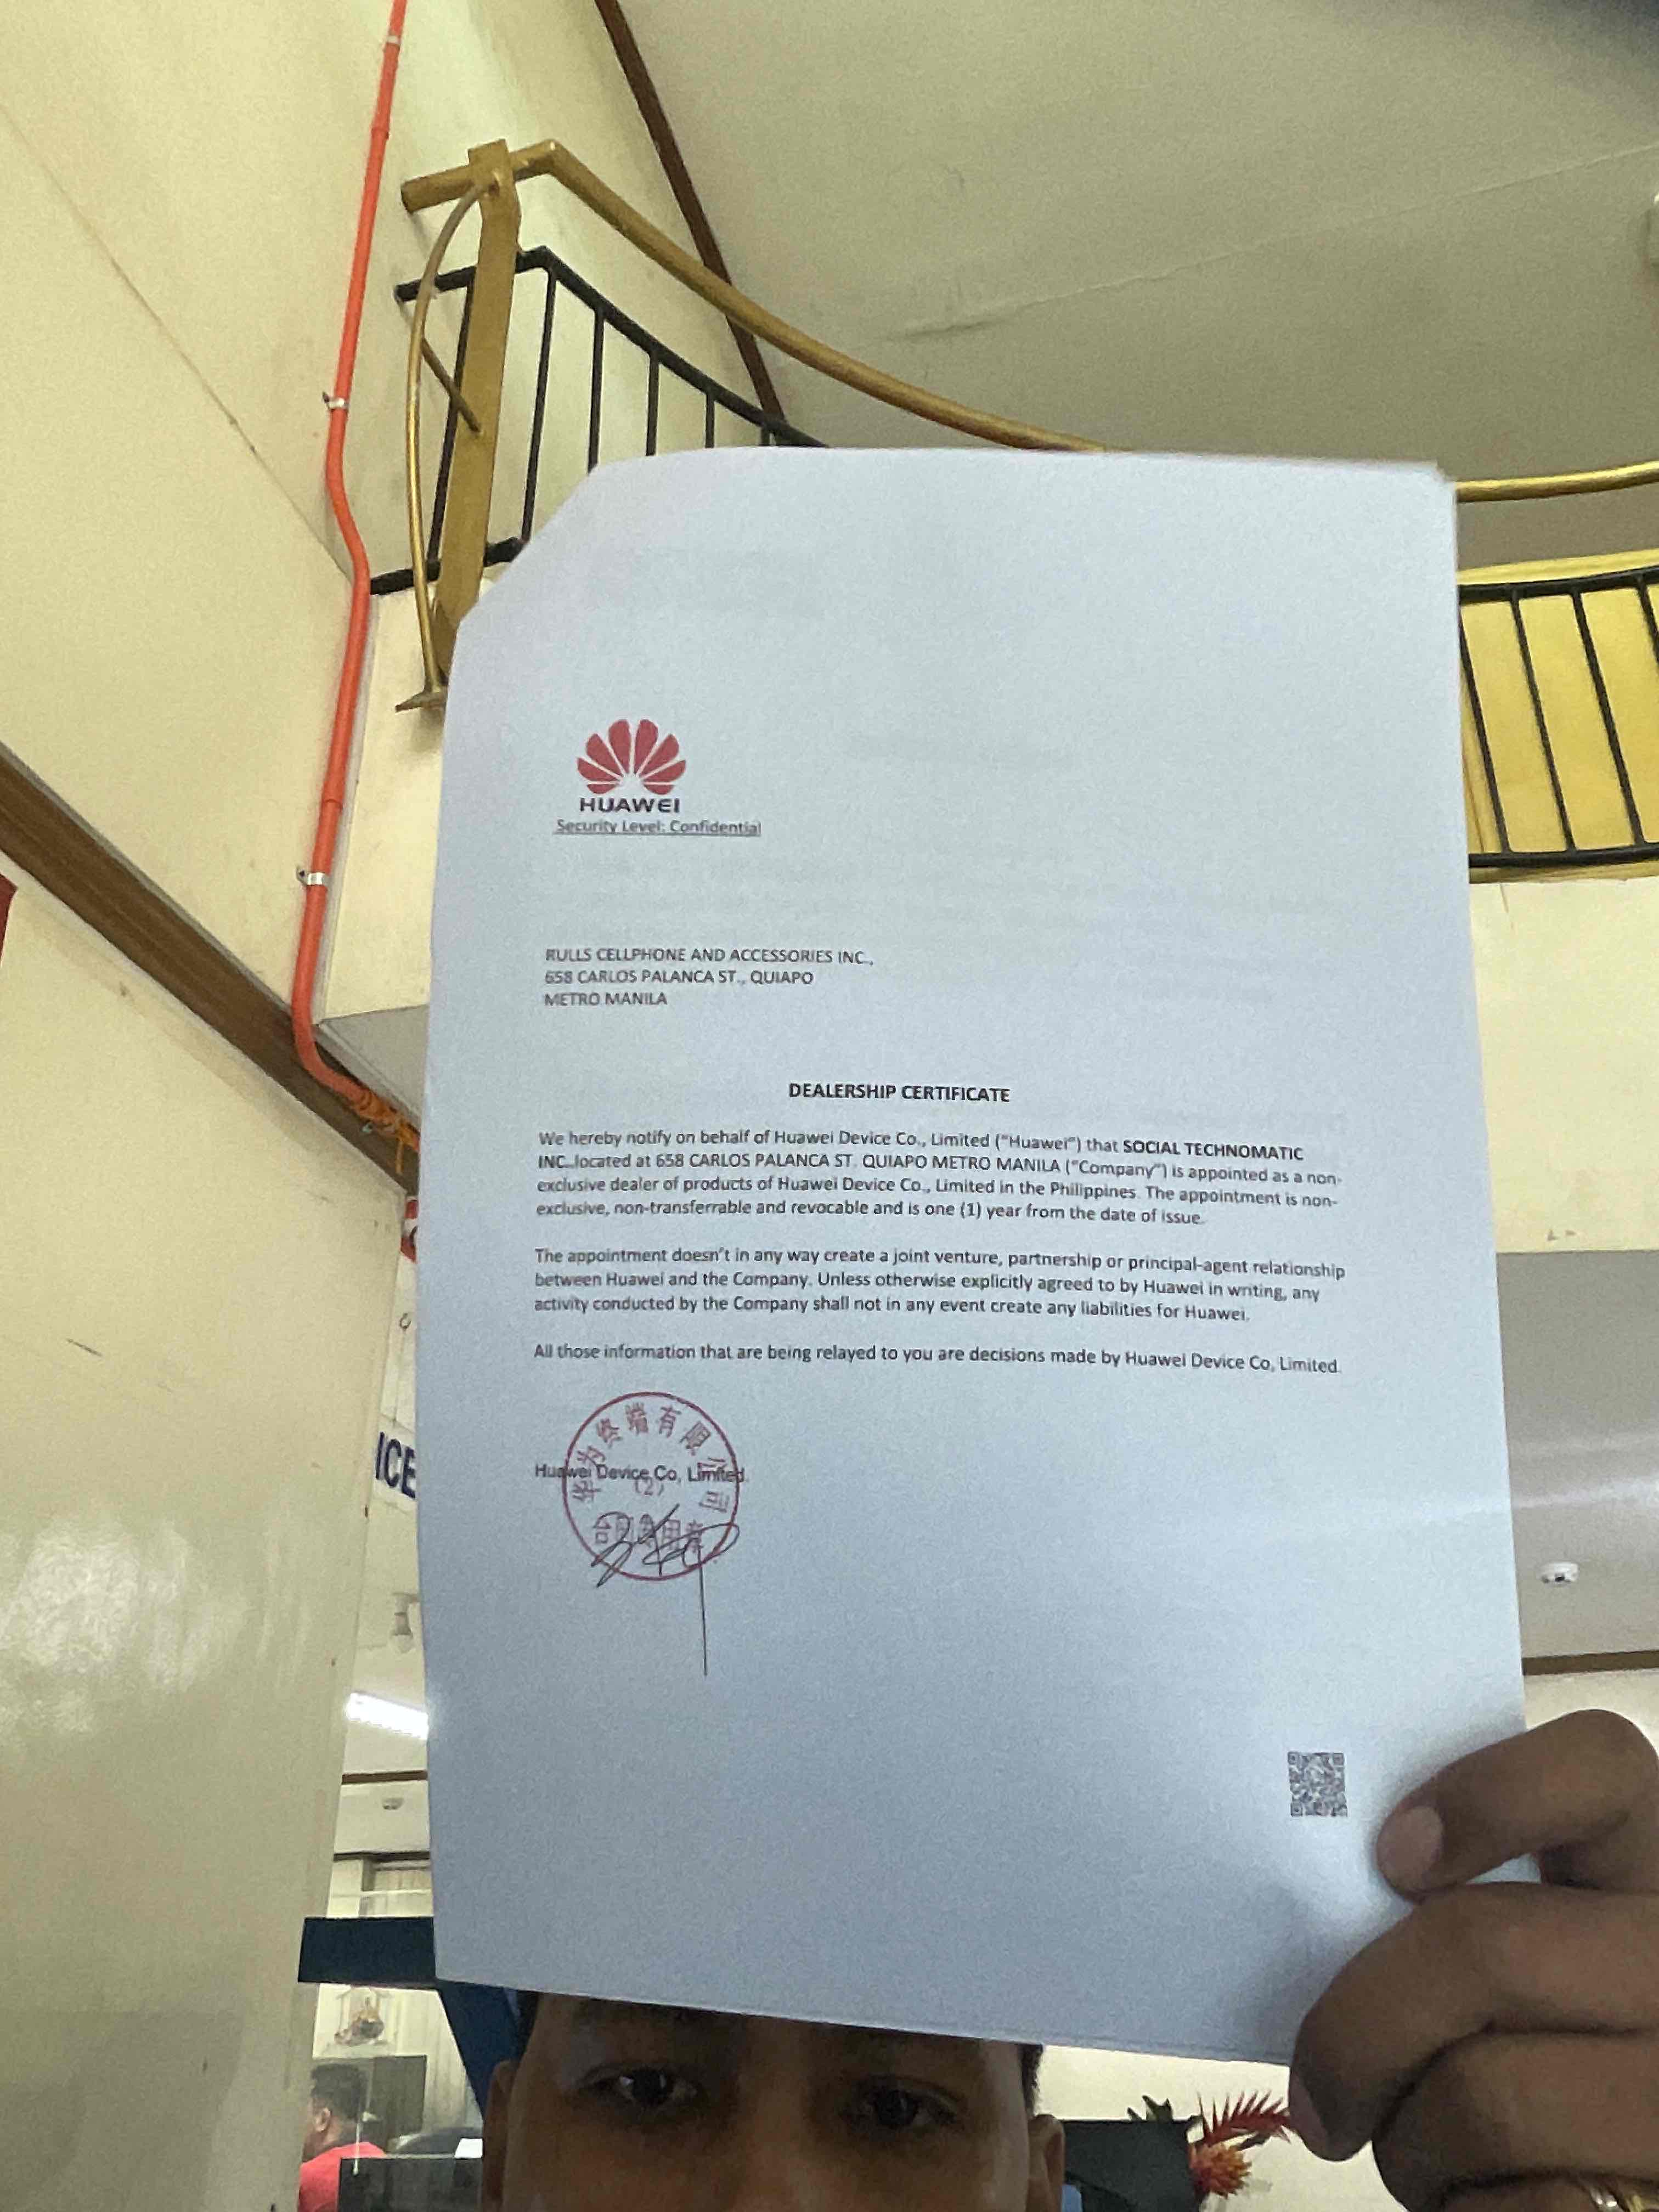 HUAWEI
Security Level: Confidential
RULLS CELLPHONE AND ACCESSORIES INC.,
658 CARLOS PALANCA ST., QUIAPO
METRO MANILA
DEALERSHIP CERTIFICATE
We hereby notify on behalf of Huawei Device Co., Limited ("Huawei") that SOCIAL TECHNOMATIC
INC. located at 658 CARLOS PALANCA ST. QUIAPO METRO MANILA ("Company") is appointed as a non-
exclusive dealer of products of Huawei Device Co., Limited in the Philippines. The appointment is non-
exclusive, non-transferrable and revocable and is one (1) year from the date of issue.
The appointment doesn't in any way create a joint venture, partnership or principal-agent relationship
between Huawei and the Company. Unless otherwise explicitly agreed to by Huawei in writing, any
activity conducted by the Company shall not in any event create any liabilities for Huawei.
All those information that are being relayed to you are decisions made by Huawei Device Co, Limited.
华为终端有限公司
Huawei Device Co, Limited.
(2)
合同专用章
ICE